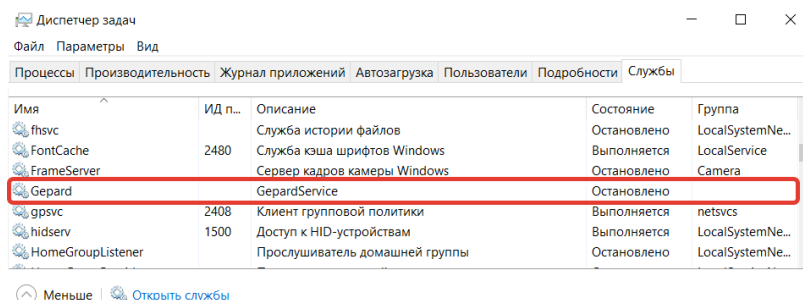 Диспетчер задач
Файл Параметры Вид
Процессы Производительность Журнал приложений Автозагрузка Пользователи Подробности Службы
Имя ИД п... Описание Состояние Группа
fhsvc Служба истории файлов Остановлено LocalSystemNe...
FontCache 2480 Служба кэша шрифтов Windows Выполняется LocalService
FrameServer Сервер кадров камеры Windows Остановлено Camera
Gepard GepardService Остановлено
gpsvc 2408 Клиент групповой политики Выполняется netsvcs
hidserv 1500 Доступ к HID-устройствам Выполняется LocalSystemNe...
HomeGroupListener Прослушиватель домашней группы Остановлено LocalSystemNe...
Меньше Открыть службы